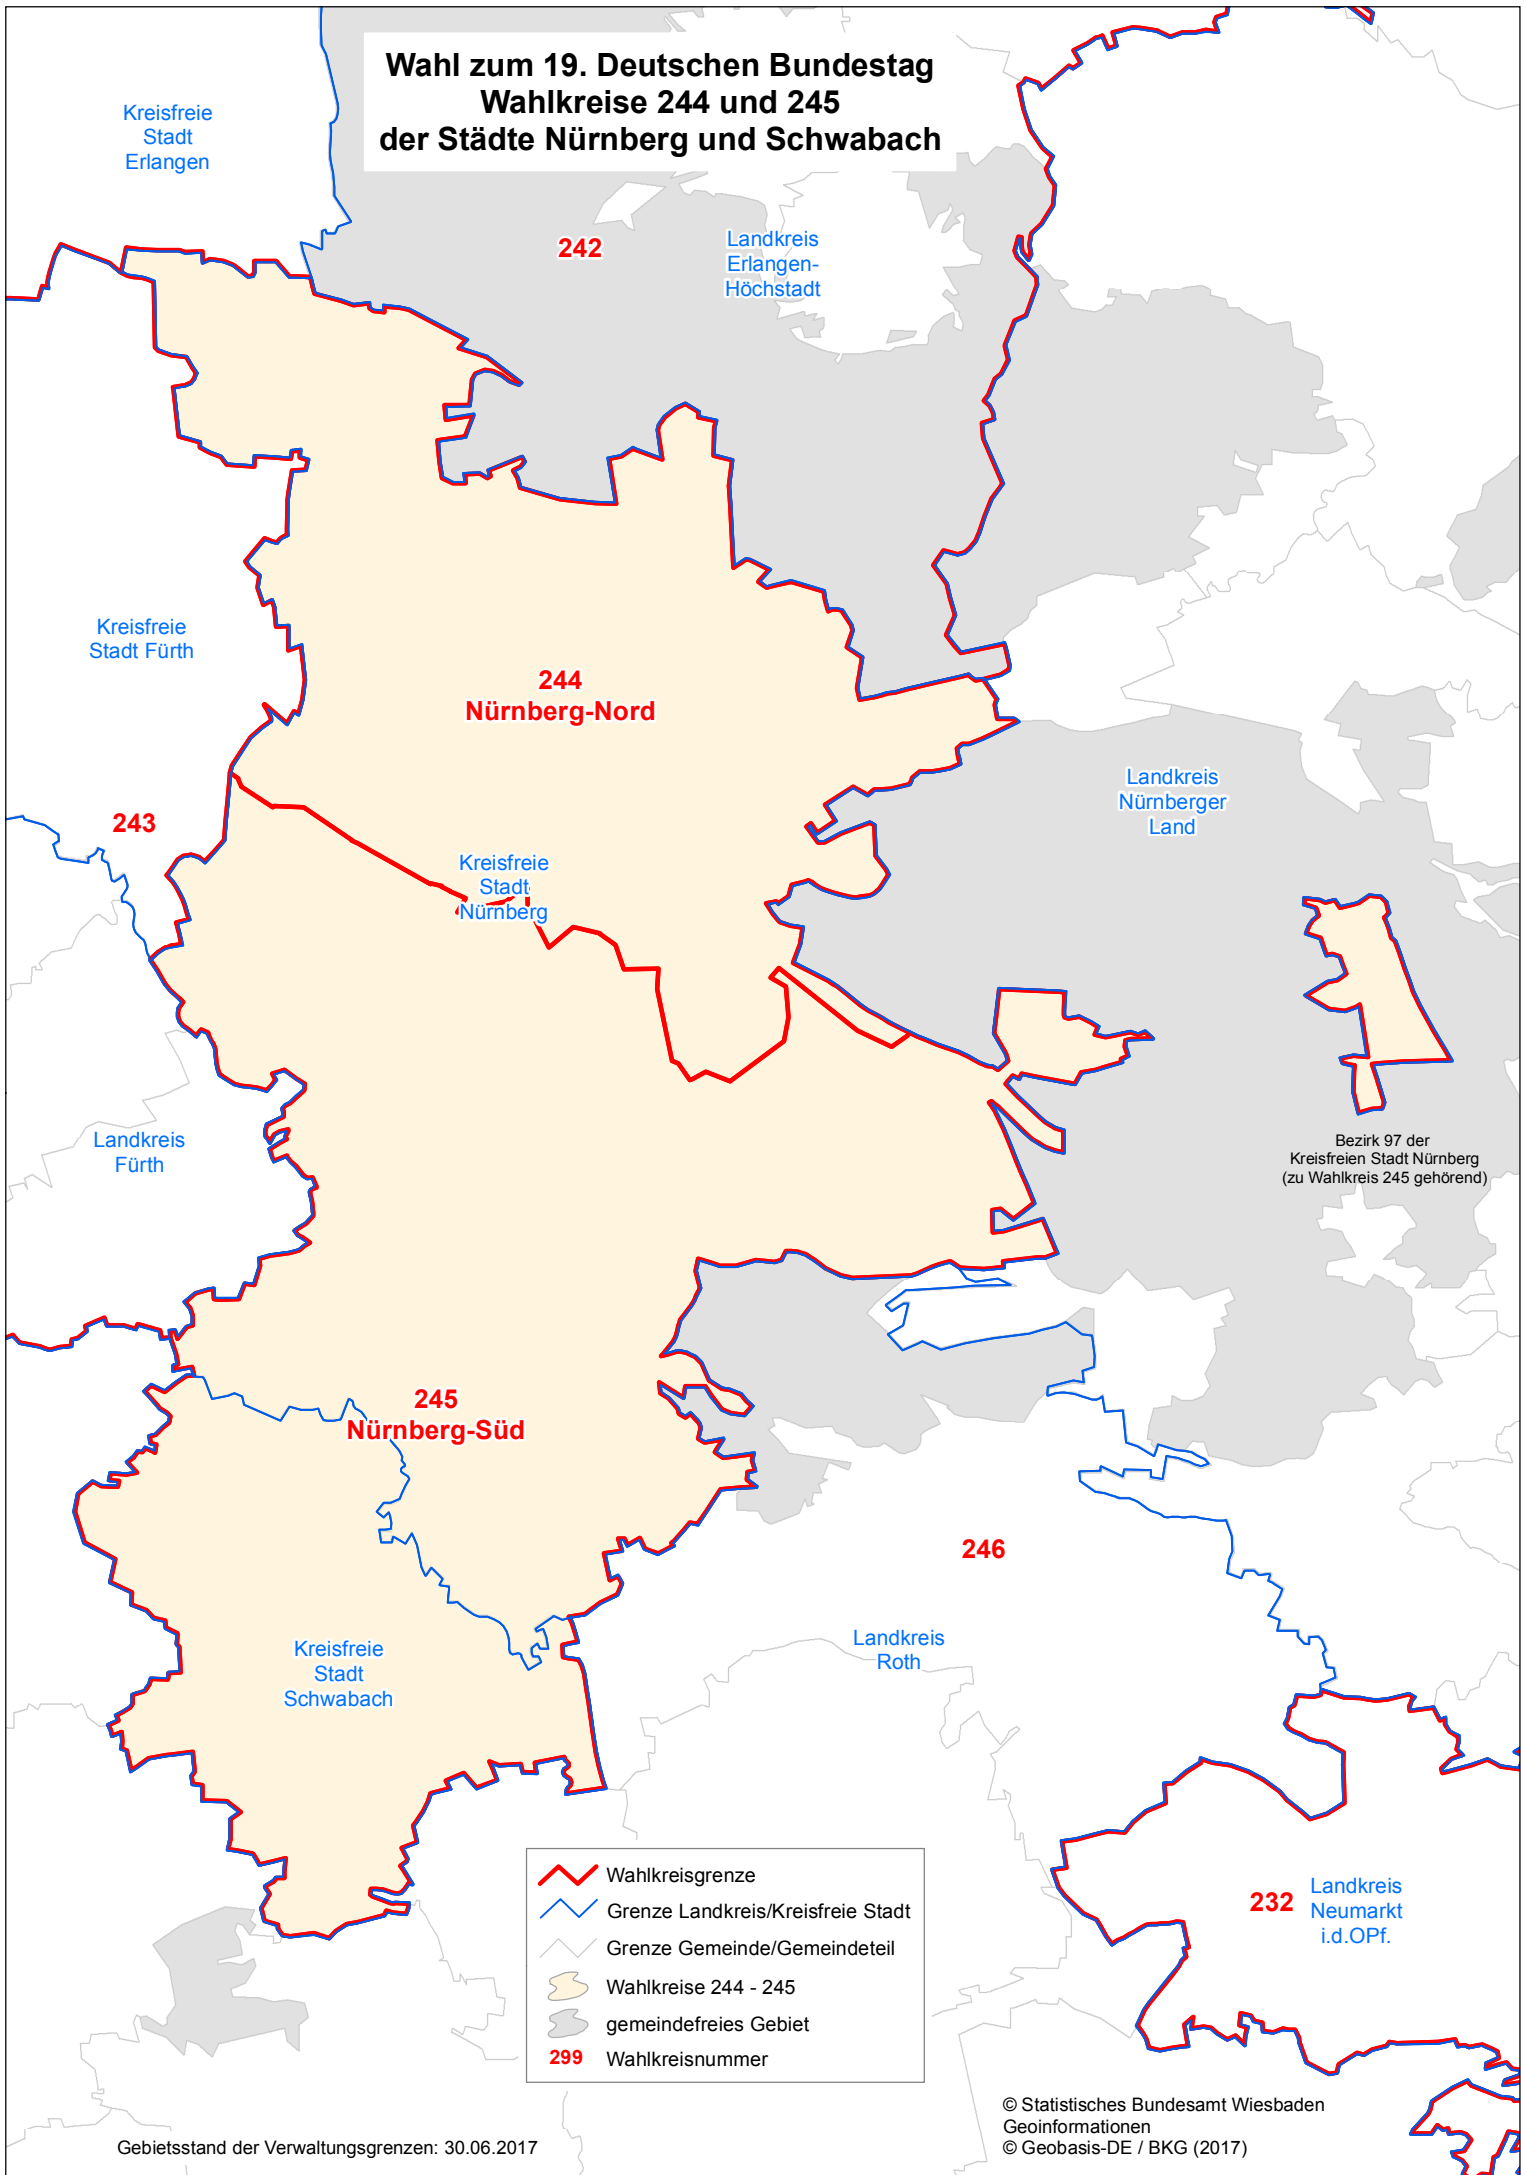 Wahl zum 19. Deutschen Bundestag
Wahlkreise 244 und 245
der Städte Nürnberg und Schwabach
Kreisfreie
Stadt
Erlangen
242
Landkreis
Erlangen-
Höchstadt
Kreisfreie
Stadt Fürth
244
Nürnberg-Nord
243
Landkreis
Nürnberger
Land
Kreisfreie
Stadt
Nürnberg
Landkreis
Fürth
Bezirk 97 der
Kreisfreien Stadt Nürnberg
(zu Wahlkreis 245 gehörend)
245
Nürnberg-Süd
246
Kreisfreie
Stadt
Schwabach
Landkreis
Roth
232
Landkreis
Neumarkt
i.d.OPf.
Wahlkreisgrenze
Grenze Landkreis/Kreisfreie Stadt
Grenze Gemeinde/Gemeindeteil
Wahlkreise 244 - 245
gemeindefreies Gebiet
299 Wahlkreisnummer
© Statistisches Bundesamt Wiesbaden
Geoinformationen
© Geobasis-DE / BKG (2017)
Gebietsstand der Verwaltungsgrenzen: 30.06.2017